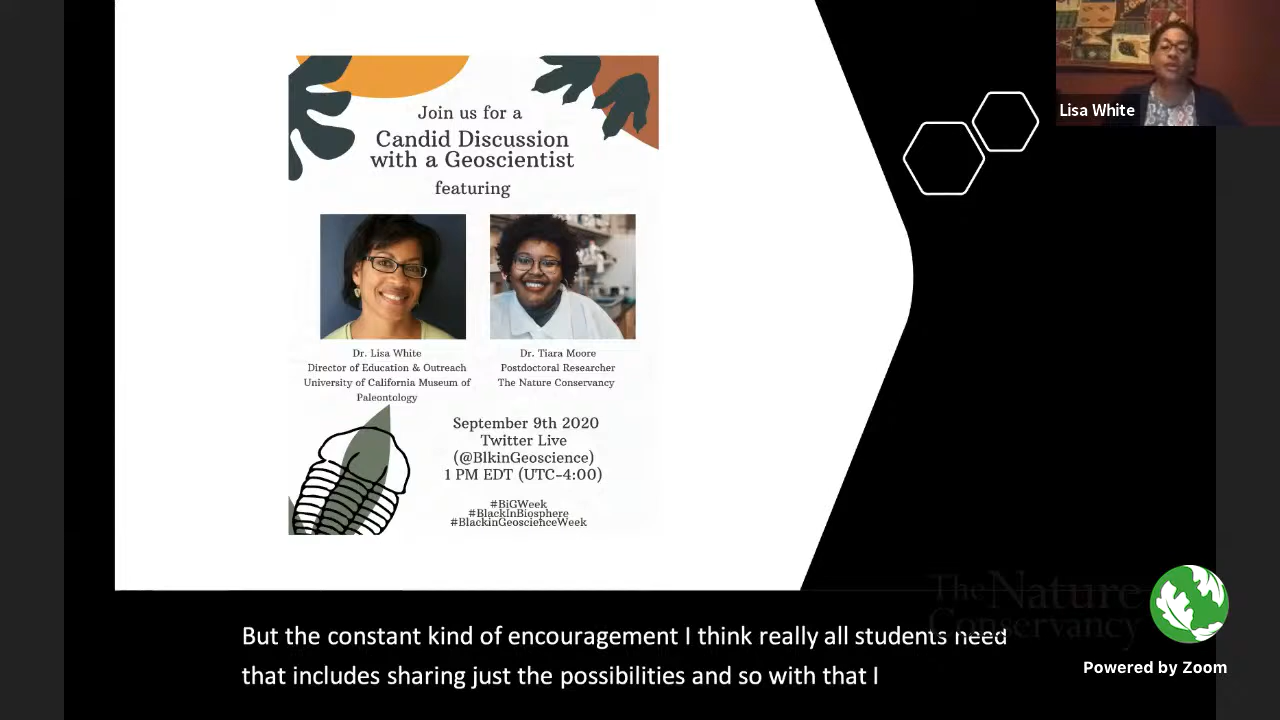 Join us for a
Candid Discussion
with a Geoscientist
featuring
Dr. Lisa White
Director of Education & Outreach
University of California Museum of
Paleontology
Dr. Tiara Moore
Postdoctoral Researcher
The Nature Conservancy
September 9th 2020
Twitter Live
(@BlkinGeoscience)
1 PM EDT (UTC-4:00)
#BiGWeek
#BlackInBiosphere
#BlackinGeoscienceWeek
Lisa White
The Nature
Conservancy
Powered by Zoom
But the constant kind of encouragement I think really all students need
that includes sharing just the possibilities and so with that I